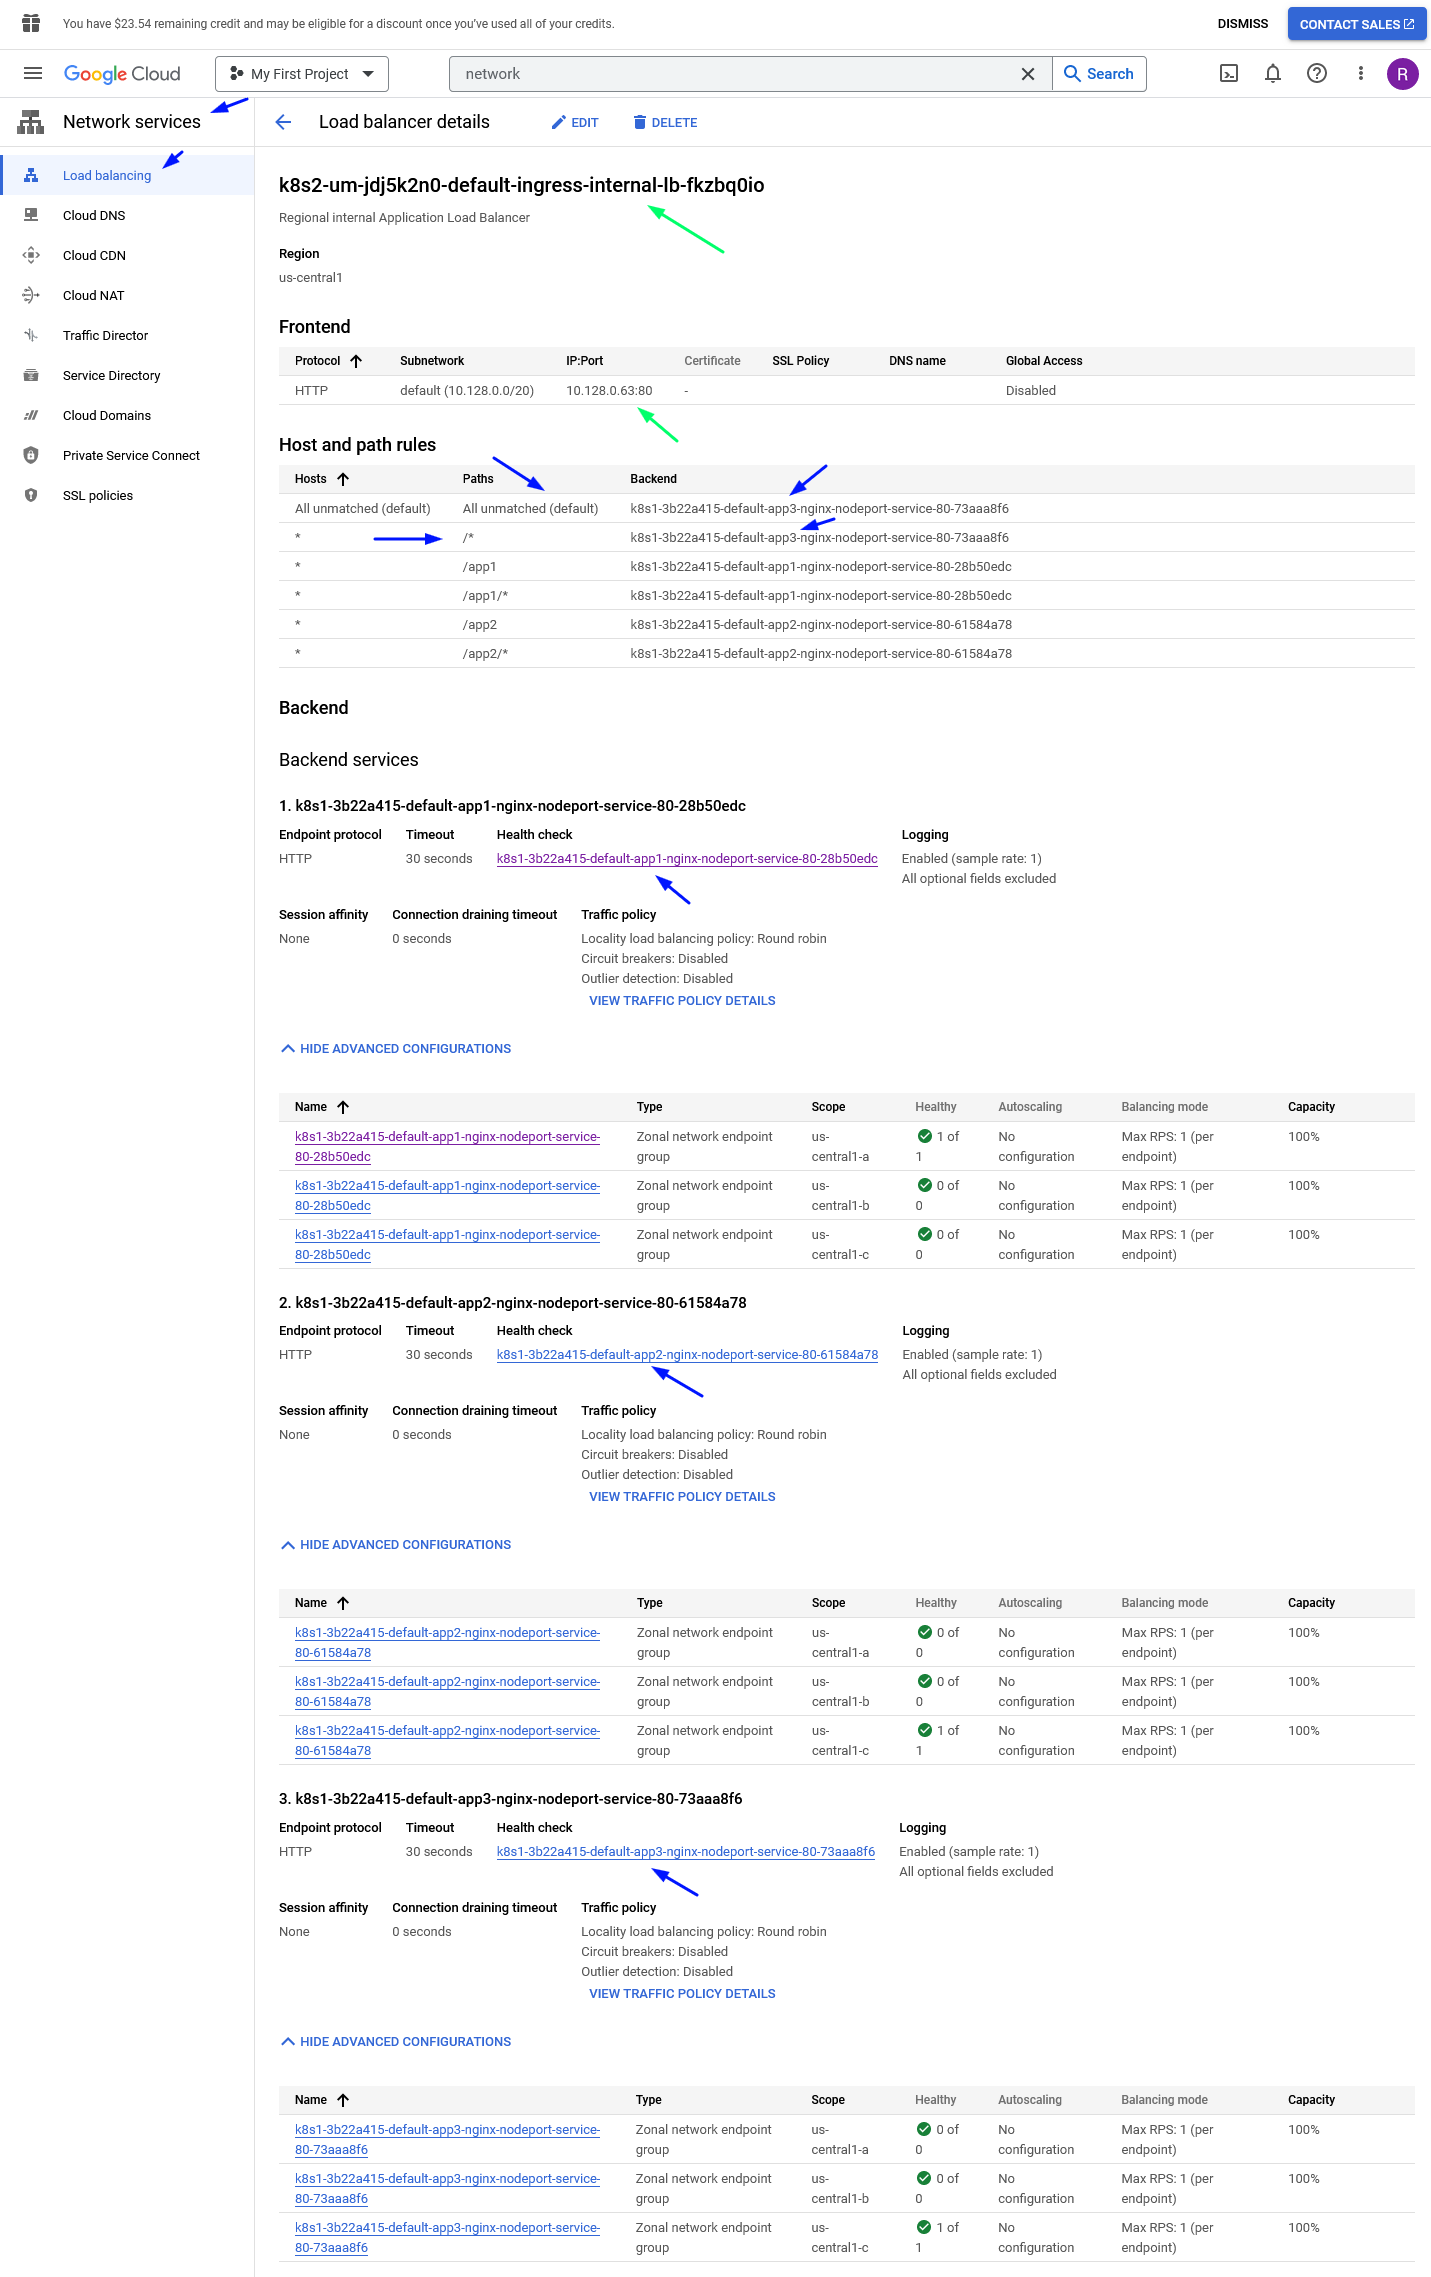 You have $23.54 remaining credit and may be eligible for a discount once you've used all of your credits. DISMISS CONTACT SALES
Google Cloud My First Project network Search R
Network services Load balancer details EDIT DELETE
Load balancing
Cloud DNS
Cloud CDN
Cloud NAT
Traffic Director
Service Directory
Cloud Domains
Private Service Connect
SSL policies
k8s2-um-jdj5k2n0-default-ingress-internal-lb-fkzbq0io
Regional internal Application Load Balancer
Region
us-central1
Frontend
Protocol Subnetwork IP:Port Certificate SSL Policy DNS name Global Access
HTTP default (10.128.0.0/20) 10.128.0.63:80 - Disabled
Host and path rules
Hosts Paths Backend
All unmatched (default) All unmatched (default) k8s1-3b22a415-default-app3-nginx-nodeport-service-80-73aaa8f6
* /* k8s1-3b22a415-default-app3-nginx-nodeport-service-80-73aaa8f6
* /app1 k8s1-3b22a415-default-app1-nginx-nodeport-service-80-28b50edc
* /app1/* k8s1-3b22a415-default-app1-nginx-nodeport-service-80-28b50edc
* /app2 k8s1-3b22a415-default-app2-nginx-nodeport-service-80-61584a78
* /app2/* k8s1-3b22a415-default-app2-nginx-nodeport-service-80-61584a78
Backend
Backend services
1. k8s1-3b22a415-default-app1-nginx-nodeport-service-80-28b50edc
Endpoint protocol Timeout Health check Logging
HTTP 30 seconds k8s1-3b22a415-default-app1-nginx-nodeport-service-80-28b50edc Enabled (sample rate: 1)
All optional fields excluded
Session affinity Connection draining timeout Traffic policy
None 0 seconds Locality load balancing policy: Round robin
Circuit breakers: Disabled
Outlier detection: Disabled
VIEW TRAFFIC POLICY DETAILS
HIDE ADVANCED CONFIGURATIONS
Name Type Scope Healthy Autoscaling Balancing mode Capacity
k8s1-3b22a415-default-app1-nginx-nodeport-service- Zonal network endpoint us- 1 of No Max RPS: 1 (per 100%
80-28b50edc group central1-a 1 configuration endpoint)
k8s1-3b22a415-default-app1-nginx-nodeport-service- Zonal network endpoint us- 0 of No Max RPS: 1 (per 100%
80-28b50edc group central1-b 0 configuration endpoint)
k8s1-3b22a415-default-app1-nginx-nodeport-service- Zonal network endpoint us- 0 of No Max RPS: 1 (per 100%
80-28b50edc group central1-c 0 configuration endpoint)
2. k8s1-3b22a415-default-app2-nginx-nodeport-service-80-61584a78
Endpoint protocol Timeout Health check Logging
HTTP 30 seconds k8s1-3b22a415-default-app2-nginx-nodeport-service-80-61584a78 Enabled (sample rate: 1)
All optional fields excluded
Session affinity Connection draining timeout Traffic policy
None 0 seconds Locality load balancing policy: Round robin
Circuit breakers: Disabled
Outlier detection: Disabled
VIEW TRAFFIC POLICY DETAILS
HIDE ADVANCED CONFIGURATIONS
Name Type Scope Healthy Autoscaling Balancing mode Capacity
k8s1-3b22a415-default-app2-nginx-nodeport-service- Zonal network endpoint us- 0 of No Max RPS: 1 (per 100%
80-61584a78 group central1-a 0 configuration endpoint)
k8s1-3b22a415-default-app2-nginx-nodeport-service- Zonal network endpoint us- 0 of No Max RPS: 1 (per 100%
80-61584a78 group central1-b 0 configuration endpoint)
k8s1-3b22a415-default-app2-nginx-nodeport-service- Zonal network endpoint us- 1 of No Max RPS: 1 (per 100%
80-61584a78 group central1-c 1 configuration endpoint)
3. k8s1-3b22a415-default-app3-nginx-nodeport-service-80-73aaa8f6
Endpoint protocol Timeout Health check Logging
HTTP 30 seconds k8s1-3b22a415-default-app3-nginx-nodeport-service-80-73aaa8f6 Enabled (sample rate: 1)
All optional fields excluded
Session affinity Connection draining timeout Traffic policy
None 0 seconds Locality load balancing policy: Round robin
Circuit breakers: Disabled
Outlier detection: Disabled
VIEW TRAFFIC POLICY DETAILS
HIDE ADVANCED CONFIGURATIONS
Name Type Scope Healthy Autoscaling Balancing mode Capacity
k8s1-3b22a415-default-app3-nginx-nodeport-service- Zonal network endpoint us- 0 of No Max RPS: 1 (per 100%
80-73aaa8f6 group central1-a 0 configuration endpoint)
k8s1-3b22a415-default-app3-nginx-nodeport-service- Zonal network endpoint us- 0 of No Max RPS: 1 (per 100%
80-73aaa8f6 group central1-b 0 configuration endpoint)
k8s1-3b22a415-default-app3-nginx-nodeport-service- Zonal network endpoint us- 1 of No Max RPS: 1 (per 100%
80-73aaa8f6 group central1-c 1 configuration endpoint)